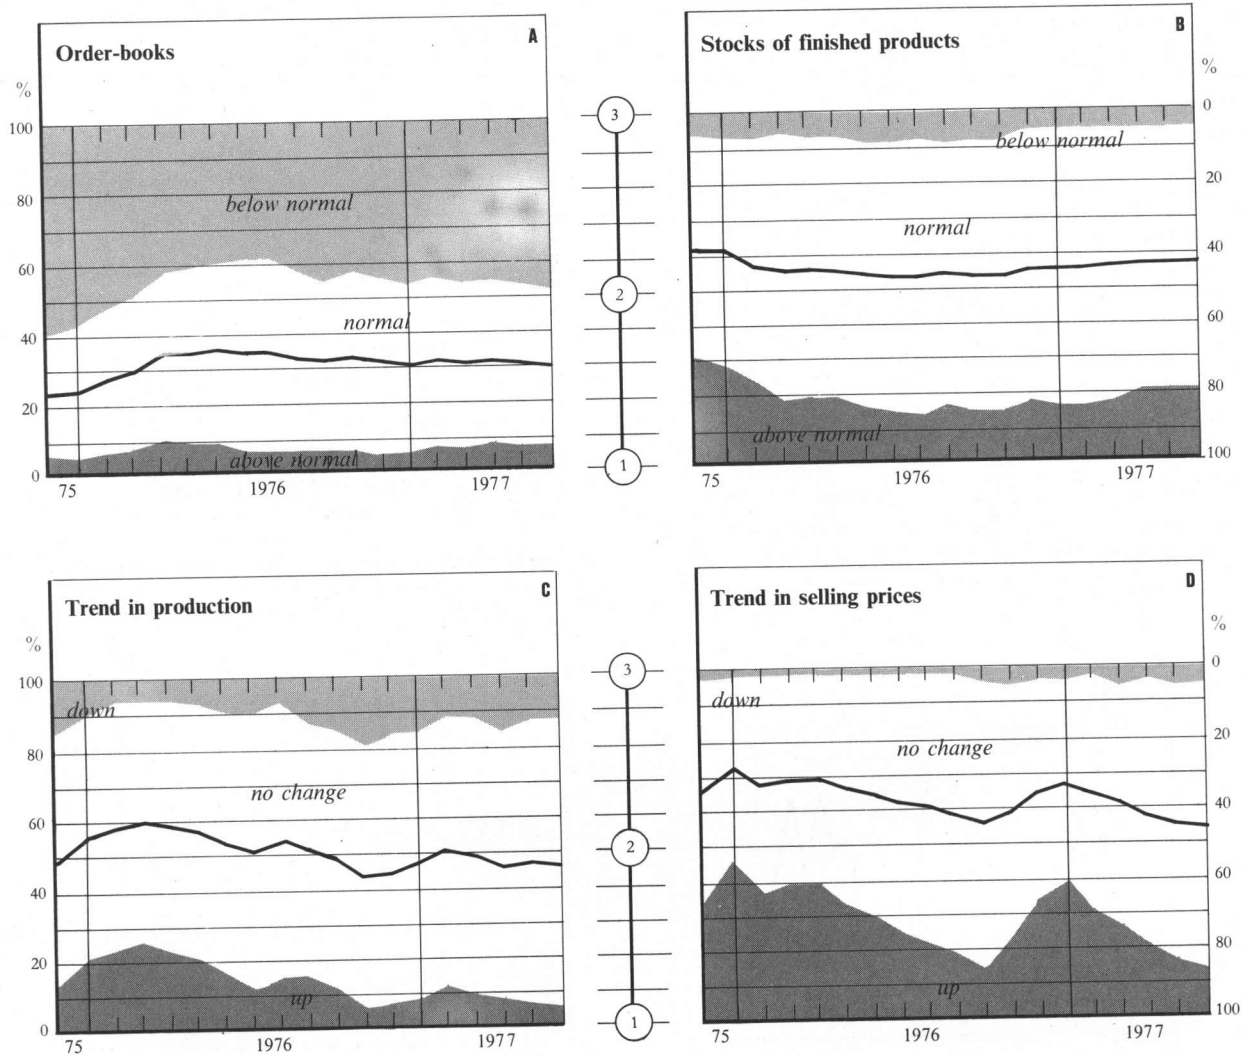 A
Order-books
%
100
80
60
40
20
0
below normal
normal
above normal
75 1976 1977
3
2
1
B
Stocks of finished products
%
0
20
40
60
80
100
below normal
normal
above normal
75 1976 1977
C
Trend in production
%
100
80
60
40
20
0
down
no change
up
75 1976 1977
3
2
1
D
Trend in selling prices
%
0
20
40
60
80
100
down
no change
up
75 1976 1977